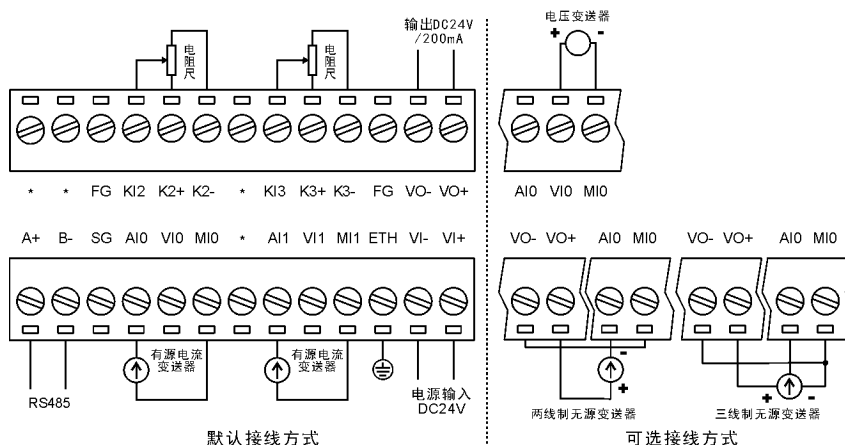 输出DC24V
/200mA
电阻尺
电阻尺
* * FG KI2 K2+ K2- * KI3 K3+ K3- FG VO- VO+
A+ B- SG AI0 VI0 MI0 * AI1 VI1 MI1 ETH VI- VI+
有源电流
变送器
有源电流
变送器
RS485
电源输入
DC24V
默认接线方式
电压变送器
+ -
AI0 VI0 MI0
VO- VO+ AI0 MI0
VO- VO+ AI0 MI0
-
+
两线制无源变送器
+ -
三线制无源变送器
可选接线方式